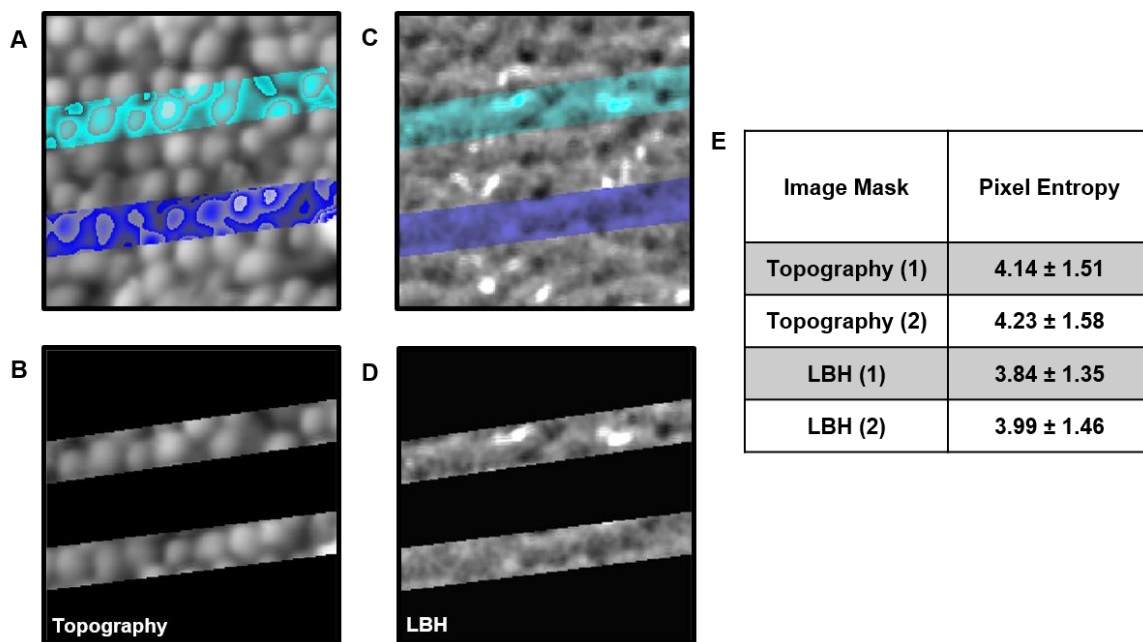 A
C
E
Image Mask Pixel Entropy
Topography (1) 4.14 ± 1.51
Topography (2) 4.23 ± 1.58
LBH (1) 3.84 ± 1.35
LBH (2) 3.99 ± 1.46
B
D
Topography
LBH